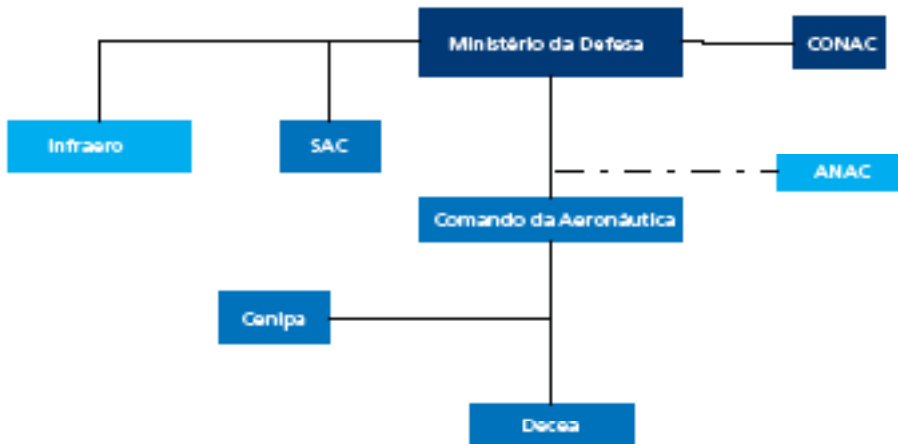 Ministério da Defesa
CONAC
Infraero
SAC
ANAC
Comando da Aeronáutica
Cenipa
Decea